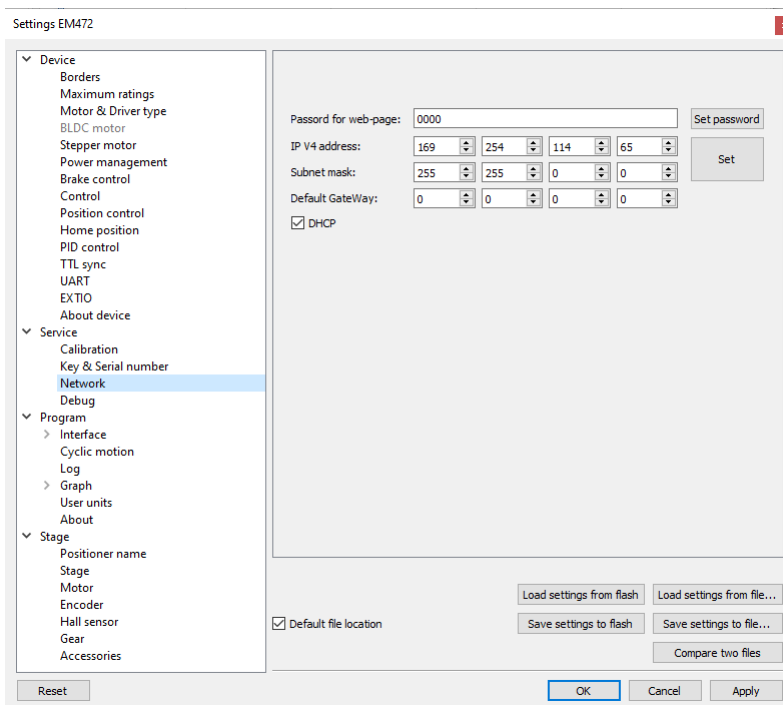 Settings EM472
Device
Borders
Maximum ratings
Motor & Driver type
BLDC motor
Stepper motor
Power management
Brake control
Control
Position control
Home position
PID control
TTL sync
UART
EXTIO
About device
Service
Calibration
Key & Serial number
Network
Debug
Program
Interface
Cyclic motion
Log
Graph
User units
About
Stage
Positioner name
Stage
Motor
Encoder
Hall sensor
Gear
Accessories
Passord for web-page: 0000 Set password
IP V4 address: 169 254 114 65 Set
Subnet mask: 255 255 0 0
Default GateWay: 0 0 0 0
DHCP
Load settings from flash Load settings from file...
Default file location Save settings to flash Save settings to file...
Compare two files
Reset OK Cancel Apply